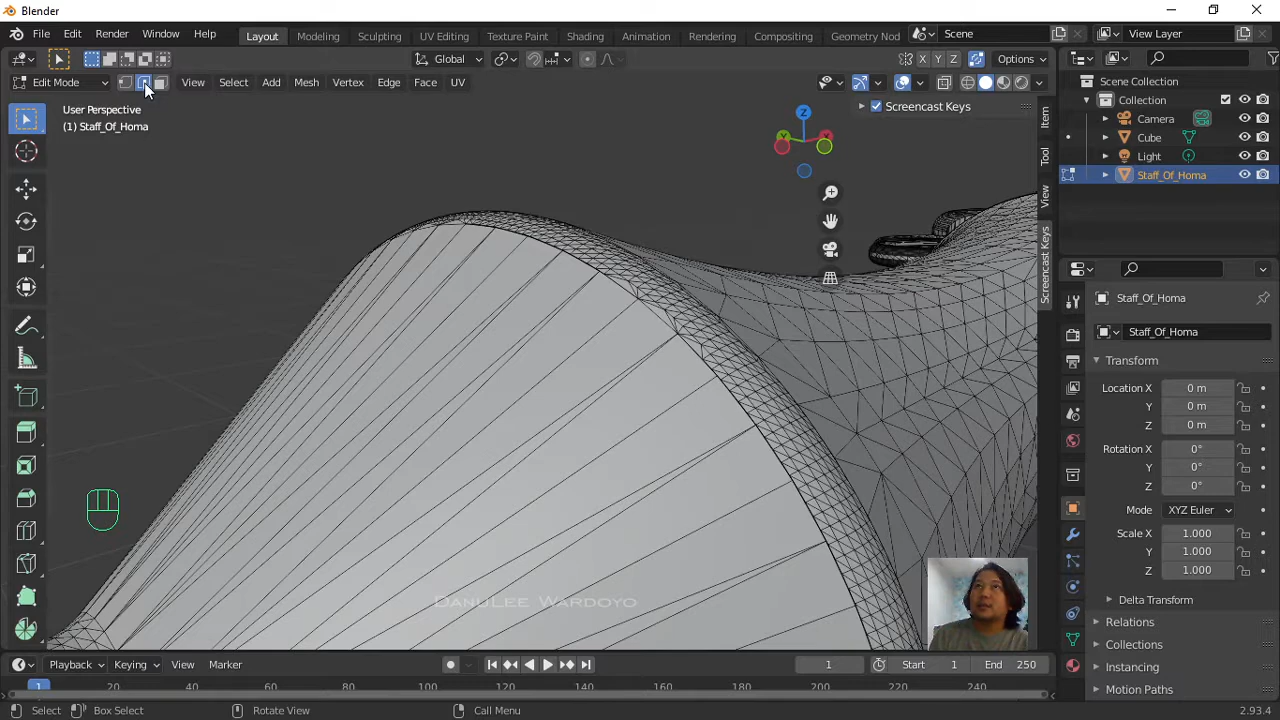 Blender
File Edit Render Window Help Layout Modeling Sculpting UV Editing Texture Paint Shading Animation Rendering Compositing Geometry Nod Scene View Layer
Global X Y Z Options
Edit Mode View Select Add Mesh Vertex Edge Face UV
User Perspective
(1) Staff_Of_Homa
Screencast Keys
Z
Y X
Item
Tool
View
Screencast Keys
Scene Collection
Collection
Camera
Cube
Light
Staff_Of_Homa
Staff_Of_Homa
Staff_Of_Homa
Transform
Location X 0 m
Y 0 m
Z 0 m
Rotation X 0°
Y 0°
Z 0°
Mode XYZ Euler
Scale X 1.000
Y 1.000
Z 1.000
Delta Transform
Relations
Collections
Instancing
Motion Paths
DanuLee Wardoyo
Playback Keying View Marker 1 Start 1 End 250
1 20 40 60 80 100 120 140 160 180 200 220 240
Select Box Select Rotate View Call Menu 2.93.4